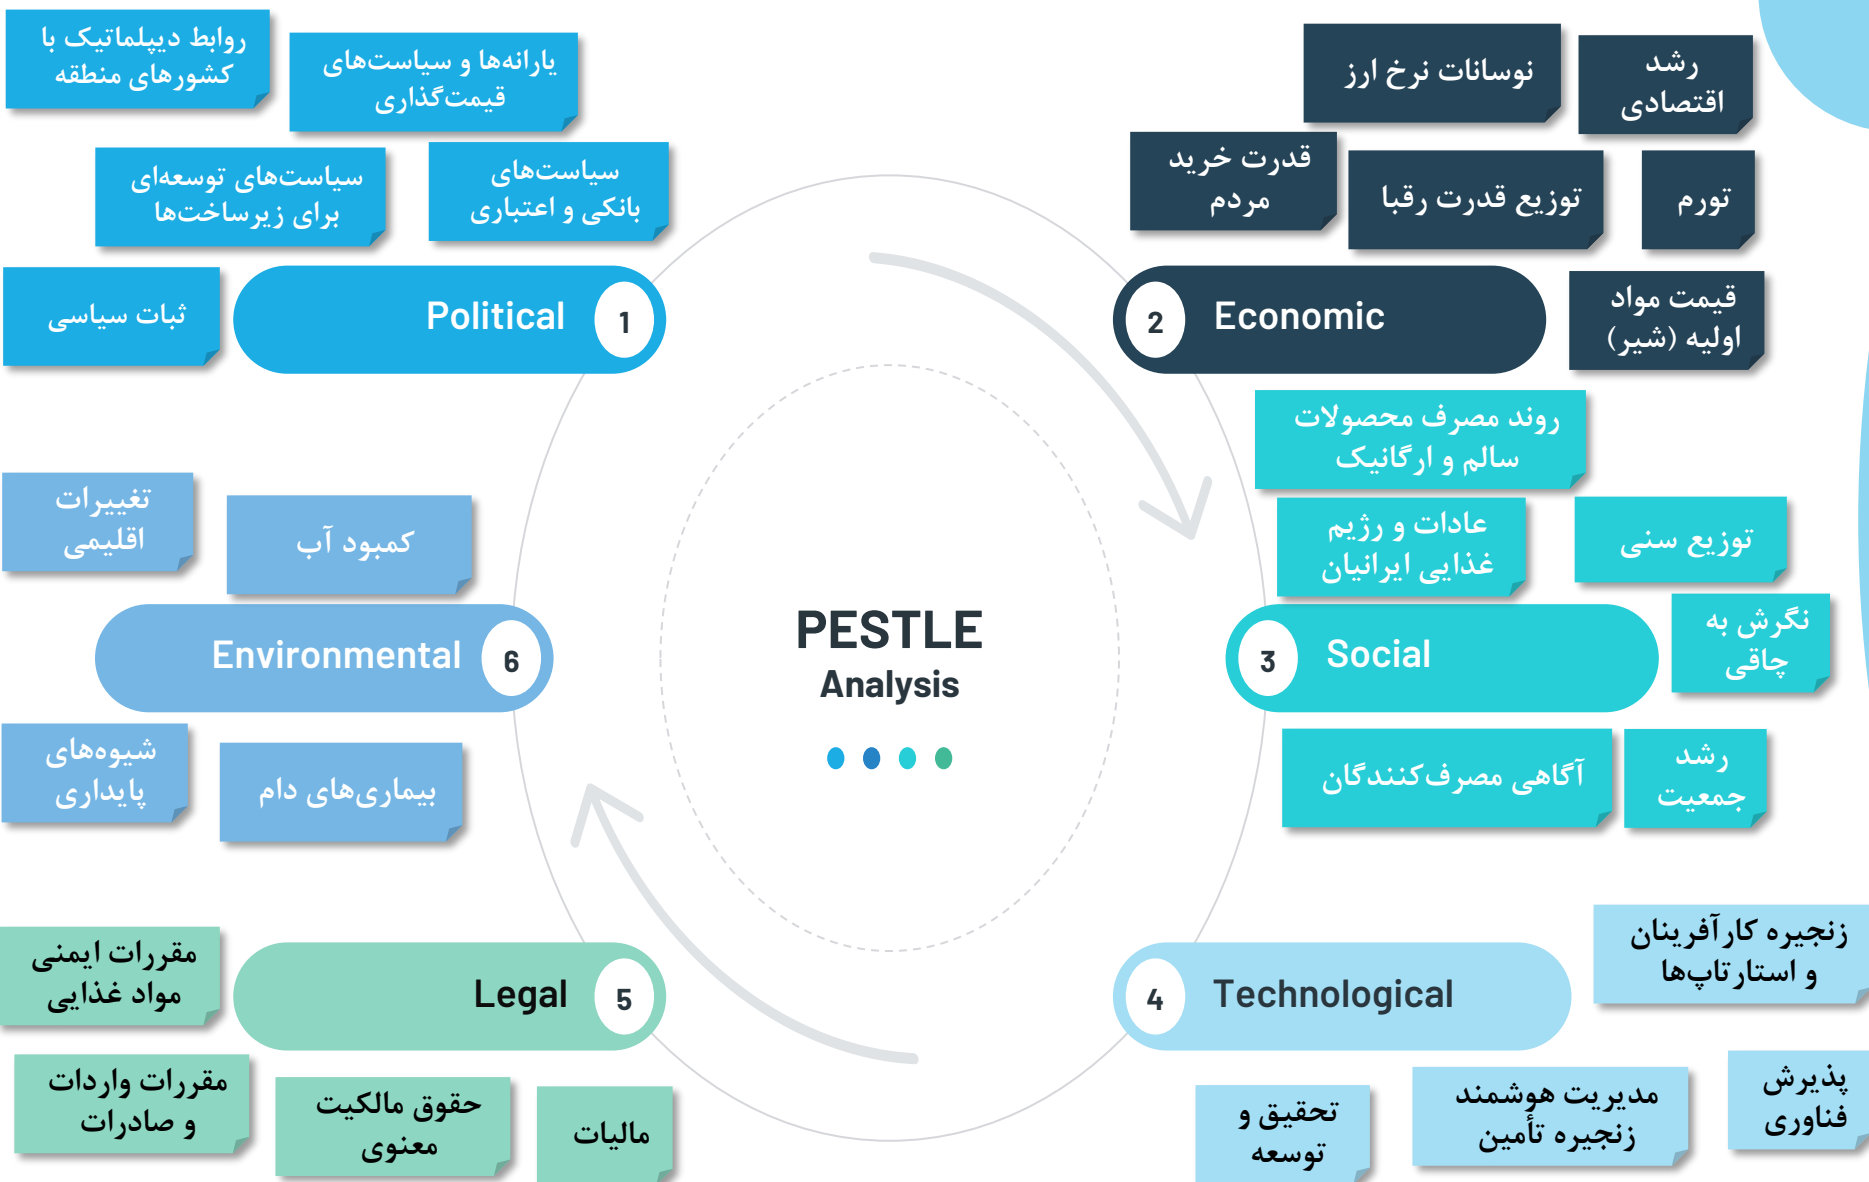 روابط دیپلماتیک با
کشورهای منطقه
یارانه‌ها و سیاست‌های
قیمت‌گذاری
سیاست‌های توسعه‌ای
برای زیرساخت‌ها
سیاست‌های
بانکی و اعتباری
ثبات سیاسی
Political
1
نوسانات نرخ ارز
رشد
اقتصادی
قدرت خرید
مردم
توزیع قدرت رقبا
تورم
2
Economic
قیمت مواد
اولیه (شیر)
روند مصرف محصولات
سالم و ارگانیک
عادات و رژیم
غذایی ایرانیان
توزیع سنی
3
Social
نگرش به
چاقی
آگاهی مصرف‌کنندگان
رشد
جمعیت
PESTLE
Analysis
زنجیره کارآفرینان
و استارتاپ‌ها
4
Technological
تحقیق و
توسعه
مدیریت هوشمند
زنجیره تأمین
پذیرش
فناوری
مقررات ایمنی
مواد غذایی
Legal
5
مقررات واردات
و صادرات
حقوق مالکیت
معنوی
مالیات
تغییرات
اقلیمی
کمبود آب
Environmental
6
شیوه‌های
پایداری
بیماری‌های دام